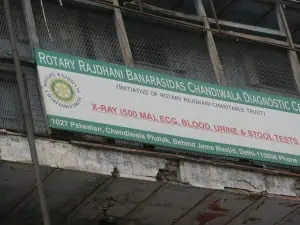 ROTARY RAJDHANI BANARASIDAS CHANDIWALA DIAGNOSTIC
(INITIATIVE OF ROTARY RAJDHANI CHARITABLE TRUST)
X-RAY (500 MA), ECG, BLOOD, URINE & STOOL TESTS
1027 Paiwalan, Chandiwala Phatak, Behind Jama Masjid, Delhi-110006